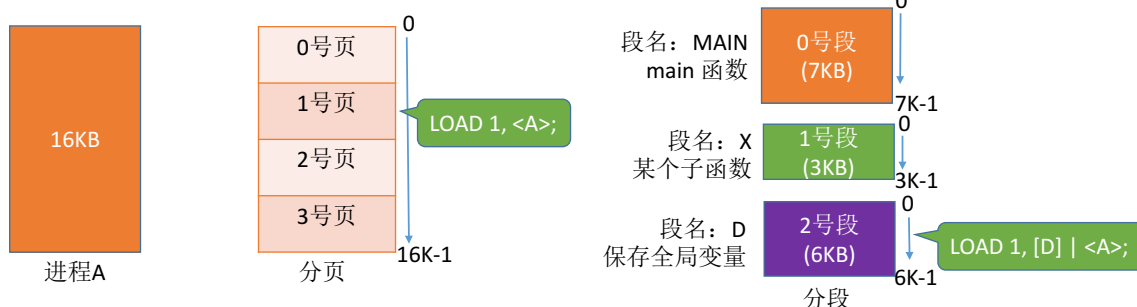 16KB
进程A
0
0号页
1号页
2号页
3号页
16K-1
LOAD 1, <A>;
分页
段名：MAIN
main 函数
0号段
(7KB)
0
7K-1
段名：X
某个子函数
1号段
(3KB)
0
3K-1
段名：D
保存全局变量
2号段
(6KB)
0
6K-1
LOAD 1, [D] | <A>;
分段